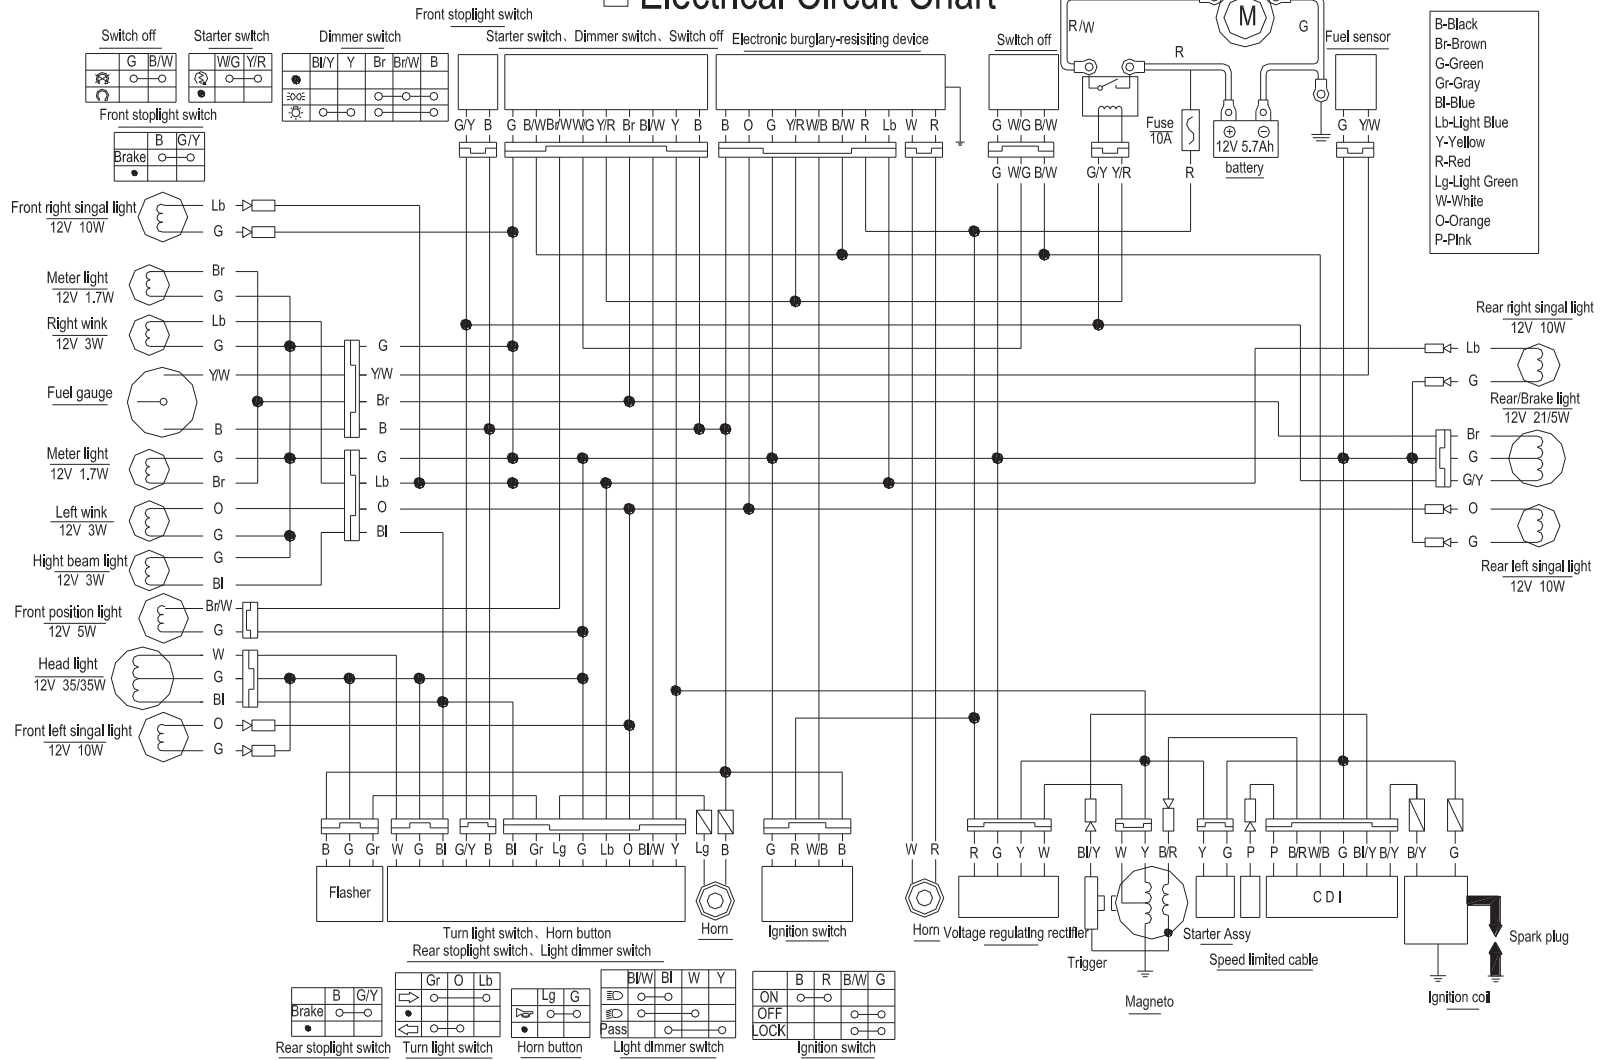 Electrical Circuit Chart
Front stoplight switch
Switch off
Starter switch
Dimmer switch
Starter switch、Dimmer switch、Switch off
Electronic burglary-resisiting device
Switch off
R/W
M
G
R
Fuel sensor
G B/W
W/G Y/R
Bl/Y Y Br Br/W B
Front stoplight switch
B G/Y
Brake
G/Y B
G B/W Br/W W/G Y/R Br Bl/W Y B
B O G Y/R W/B B/W R Lb W R
G W/G B/W
Fuse
10A
12V 5.7Ah
battery
G Y/W
G W/G B/W
G/Y Y/R
R
B-Black
Br-Brown
G-Green
Gr-Gray
Bl-Blue
Lb-Light Blue
Y-Yellow
R-Red
Lg-Light Green
W-White
O-Orange
P-PInk
Front right singal light
12V 10W
Lb
G
Meter light
12V 1.7W
Br
G
Right wink
12V 3W
Lb
G
Fuel gauge
Y/W
B
Meter light
12V 1.7W
G
Br
Left wink
12V 3W
O
G
Hight beam light
12V 3W
G
Bl
Front position light
12V 5W
Br/W
G
Head light
12V 35/35W
W
G
Bl
Front left singal light
12V 10W
O
G
G
Y/W
Br
B
G
Lb
O
Bl
Rear right singal light
12V 10W
Lb
G
Rear/Brake light
12V 21/5W
Br
G
G/Y
O
G
Rear left singal light
12V 10W
B G Gr
W G Bl
G/Y B
Bl Gr Lg G Lb O Bl/W Y
Lg B
G R W/B B
W R
R G Y W
Bl/Y
W Y B/R
Y G
P
P B/R W/B G Bl/Y B/Y
B/Y G
Flasher
Turn light switch、Horn button
Rear stoplight switch、Light dimmer switch
Horn
Ignition switch
Horn
Voltage regulating rectifier
Trigger
Magneto
Starter Assy
Speed limited cable
CDI
Spark plug
Ignition coil
B G/Y
Brake
Rear stoplight switch
Gr O Lb
Turn light switch
Lg G
Horn button
Bl/W Bl W Y
Pass
Light dImmer switch
B R B/W G
ON
OFF
LOCK
Ignition switch